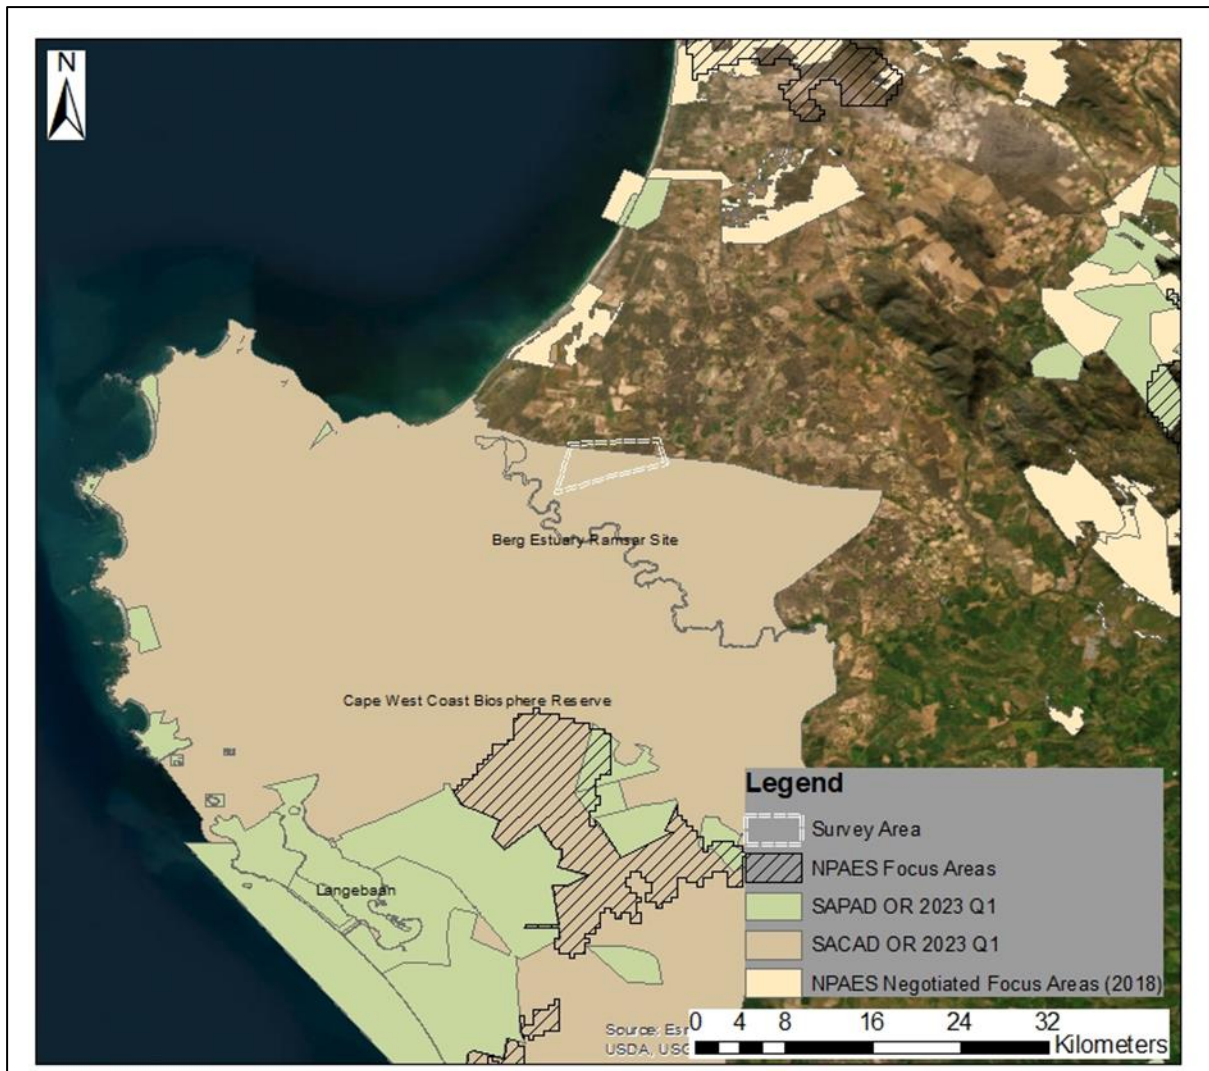 N
Berg Estuary Ramsar Site
Cape West Coast Biosphere Reserve
Langebaan
Legend
Survey Area
NPAES Focus Areas
SAPAD OR 2023 Q1
SACAD OR 2023 Q1
NPAES Negotiated Focus Areas (2018)
Source: Esr
USDA, USG
0 4 8 16 24 32
Kilometers